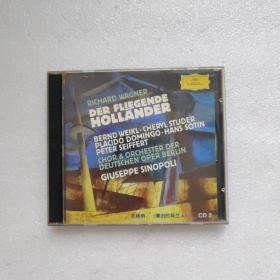 RICHARD WAGNER
DER FLIEGENDE
HOLLÄNDER
BERND WEIKL · CHERYL STUDER
PLACIDO DOMINGO · HANS SOTIN
PETER SEIFFERT
CHOR & ORCHESTER DER
DEUTSCHEN OPER BERLIN
GIUSEPPE SINOPOLI
CD 2